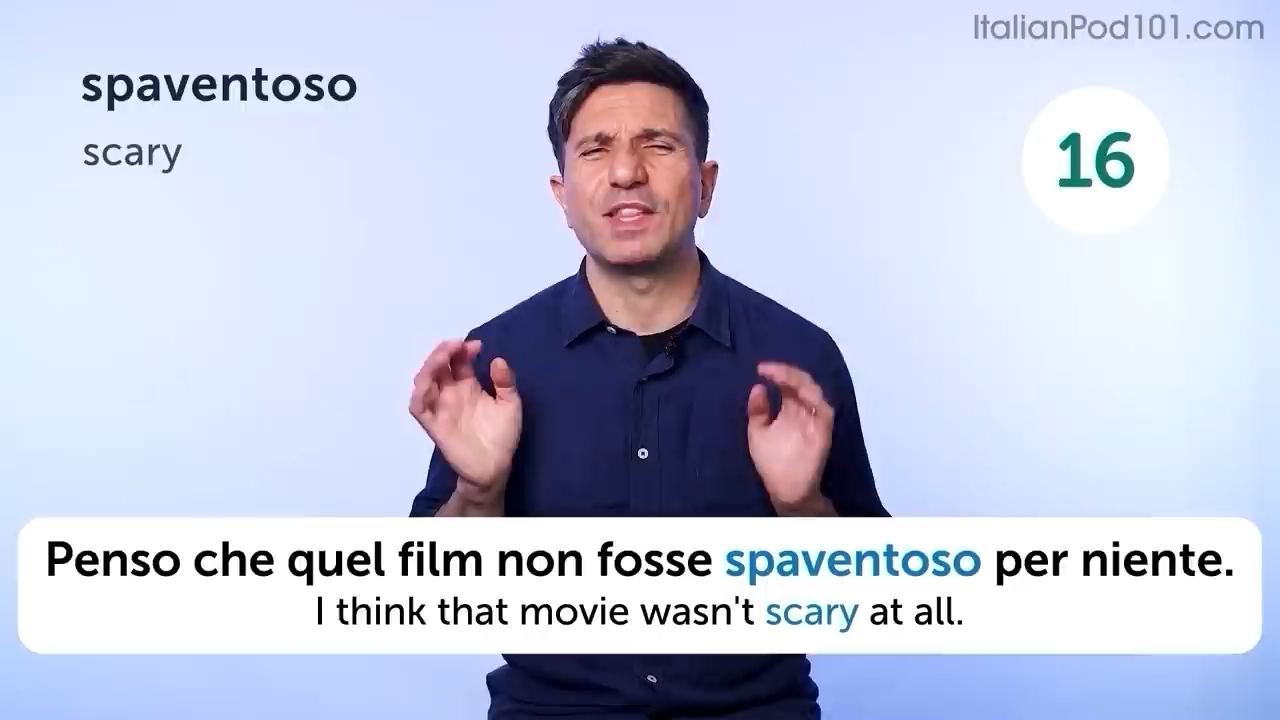 ItalianPod101.com
spaventoso
scary
16
Penso che quel film non fosse spaventoso per niente.
I think that movie wasn't scary at all.